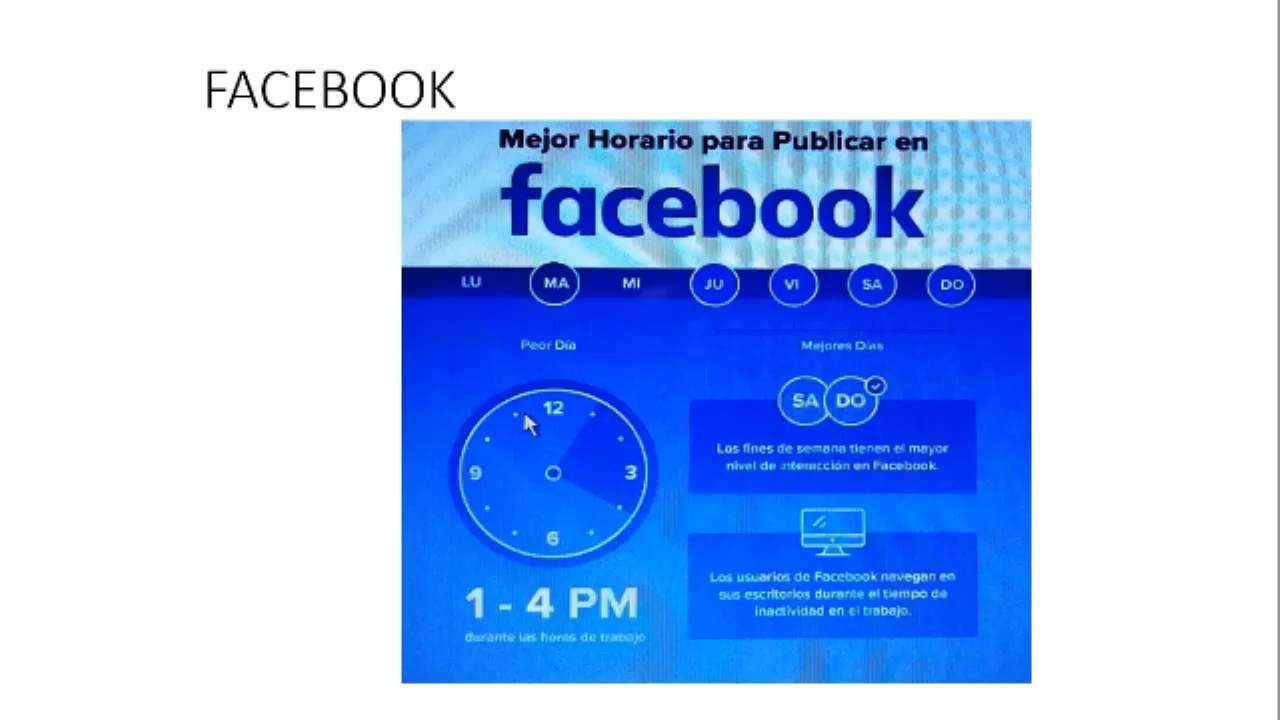 FACEBOOK
Mejor Horario para Publicar en
facebook
LU MA MI JU VI SA DO
Peor Día
Mejores Días
12
3
6
9
1 - 4 PM
durante las horas de trabajo
SA DO
Los fines de semana tienen el mayor
nivel de interacción en Facebook.
Los usuarios de Facebook navegan en
sus escritorios durante el tiempo de
inactividad en el trabajo.